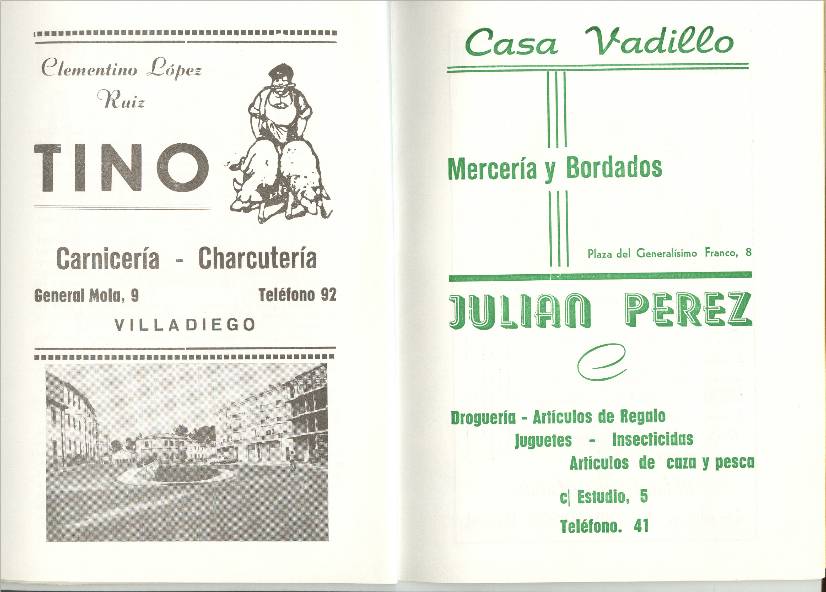 Clementino López
Ruiz
TINO
Carnicería - Charcutería
General Mola, 9 Teléfono 92
VILLADIEGO
Casa Vadillo
Mercería y Bordados
Plaza del Generalísimo Franco, 8
JULIAN PEREZ
Droguería - Artículos de Regalo
Juguetes - Insecticidas
Artículos de caza y pesca
c| Estudio, 5
Teléfono. 41